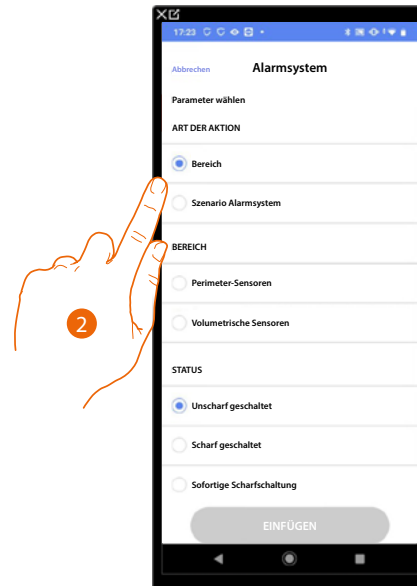 17:23
Abbrechen Alarmsystem
Parameter wählen
ART DER AKTION
Bereich
Szenario Alarmsystem
BEREICH
Perimeter-Sensoren
2
Volumetrische Sensoren
STATUS
Unscharf geschaltet
Scharf geschaltet
Sofortige Scharfschaltung
EINFÜGEN